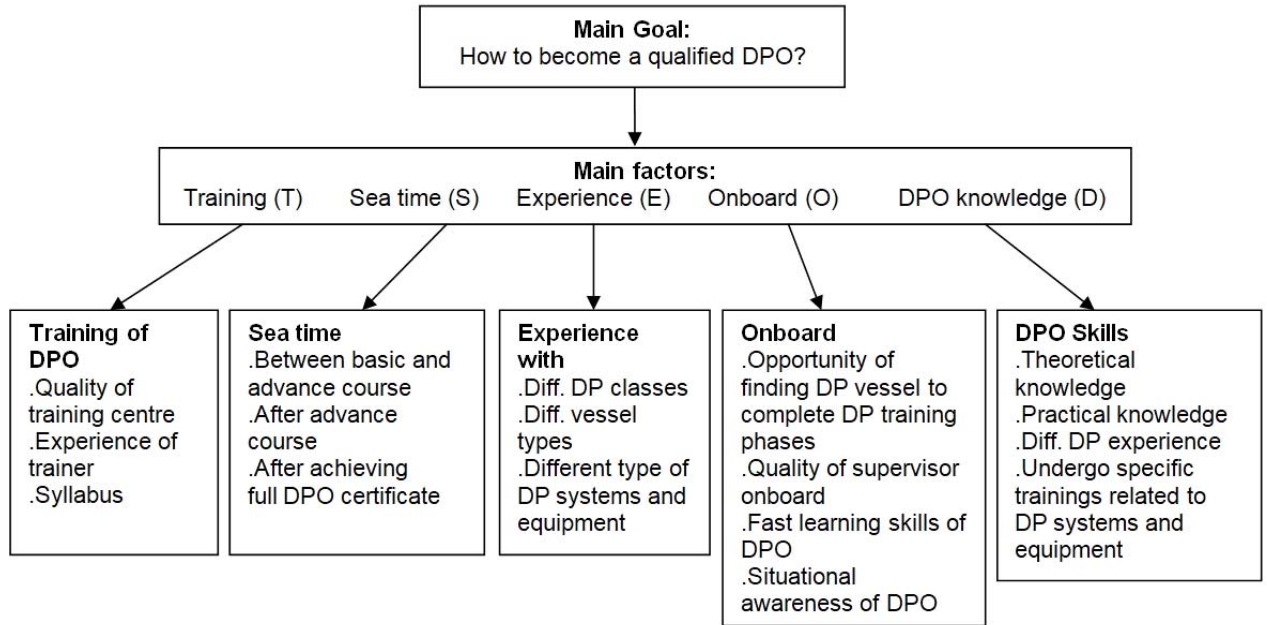 Main Goal:
How to become a qualified DPO?
Main factors:
Training (T) Sea time (S) Experience (E) Onboard (O) DPO knowledge (D)
Training of
DPO
.Quality of
training centre
.Experience of
trainer
.Syllabus
Sea time
.Between basic and
advance course
.After advance
course
.After achieving
full DPO certificate
Experience
with
.Diff. DP classes
.Diff. vessel
types
.Different type of
DP systems and
equipment
Onboard
.Opportunity of
finding DP vessel to
complete DP training
phases
.Quality of supervisor
onboard
.Fast learning skills of
DPO
.Situational
awareness of DPO
DPO Skills
.Theoretical
knowledge
.Practical knowledge
.Diff. DP experience
.Undergo specific
trainings related to
DP systems and
equipment